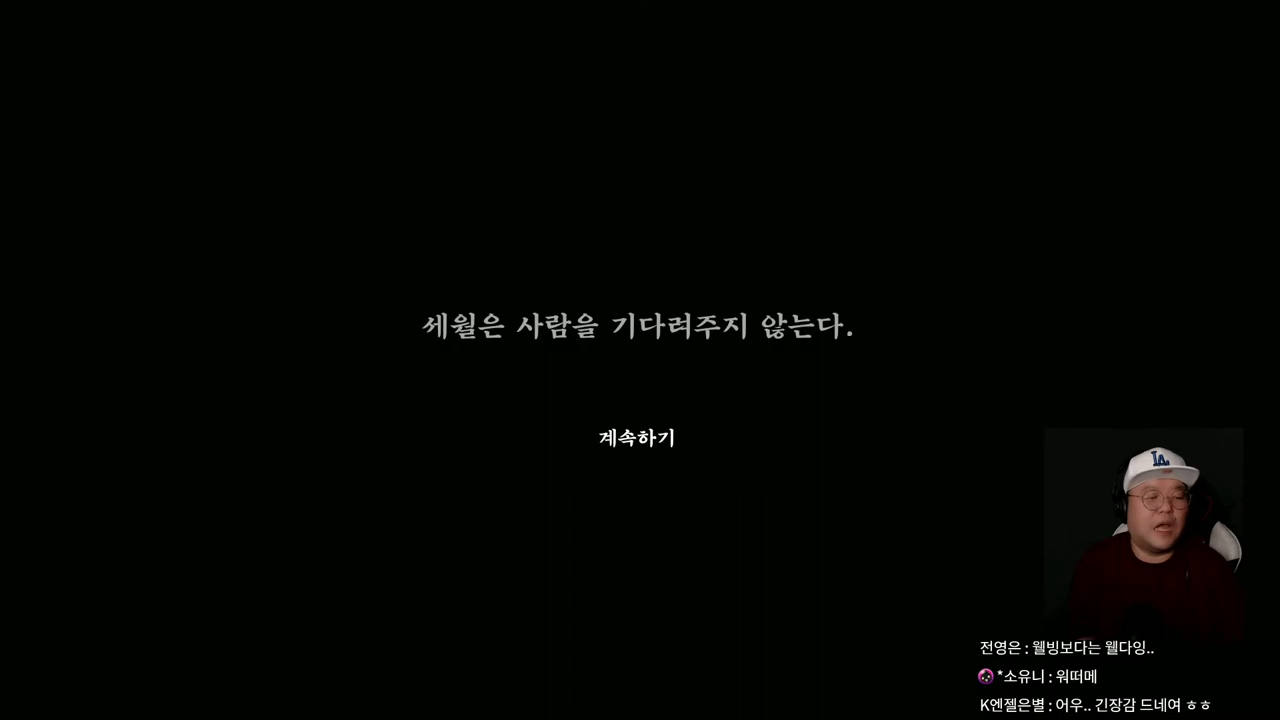 세월은 사람을 기다려주지 않는다.
계속하기
LA
전영은 : 웰빙보다는 웰다잉..
*소유니 : 워떠메
K엔젤은별 : 어우.. 긴장감 드네여 ㅎㅎ